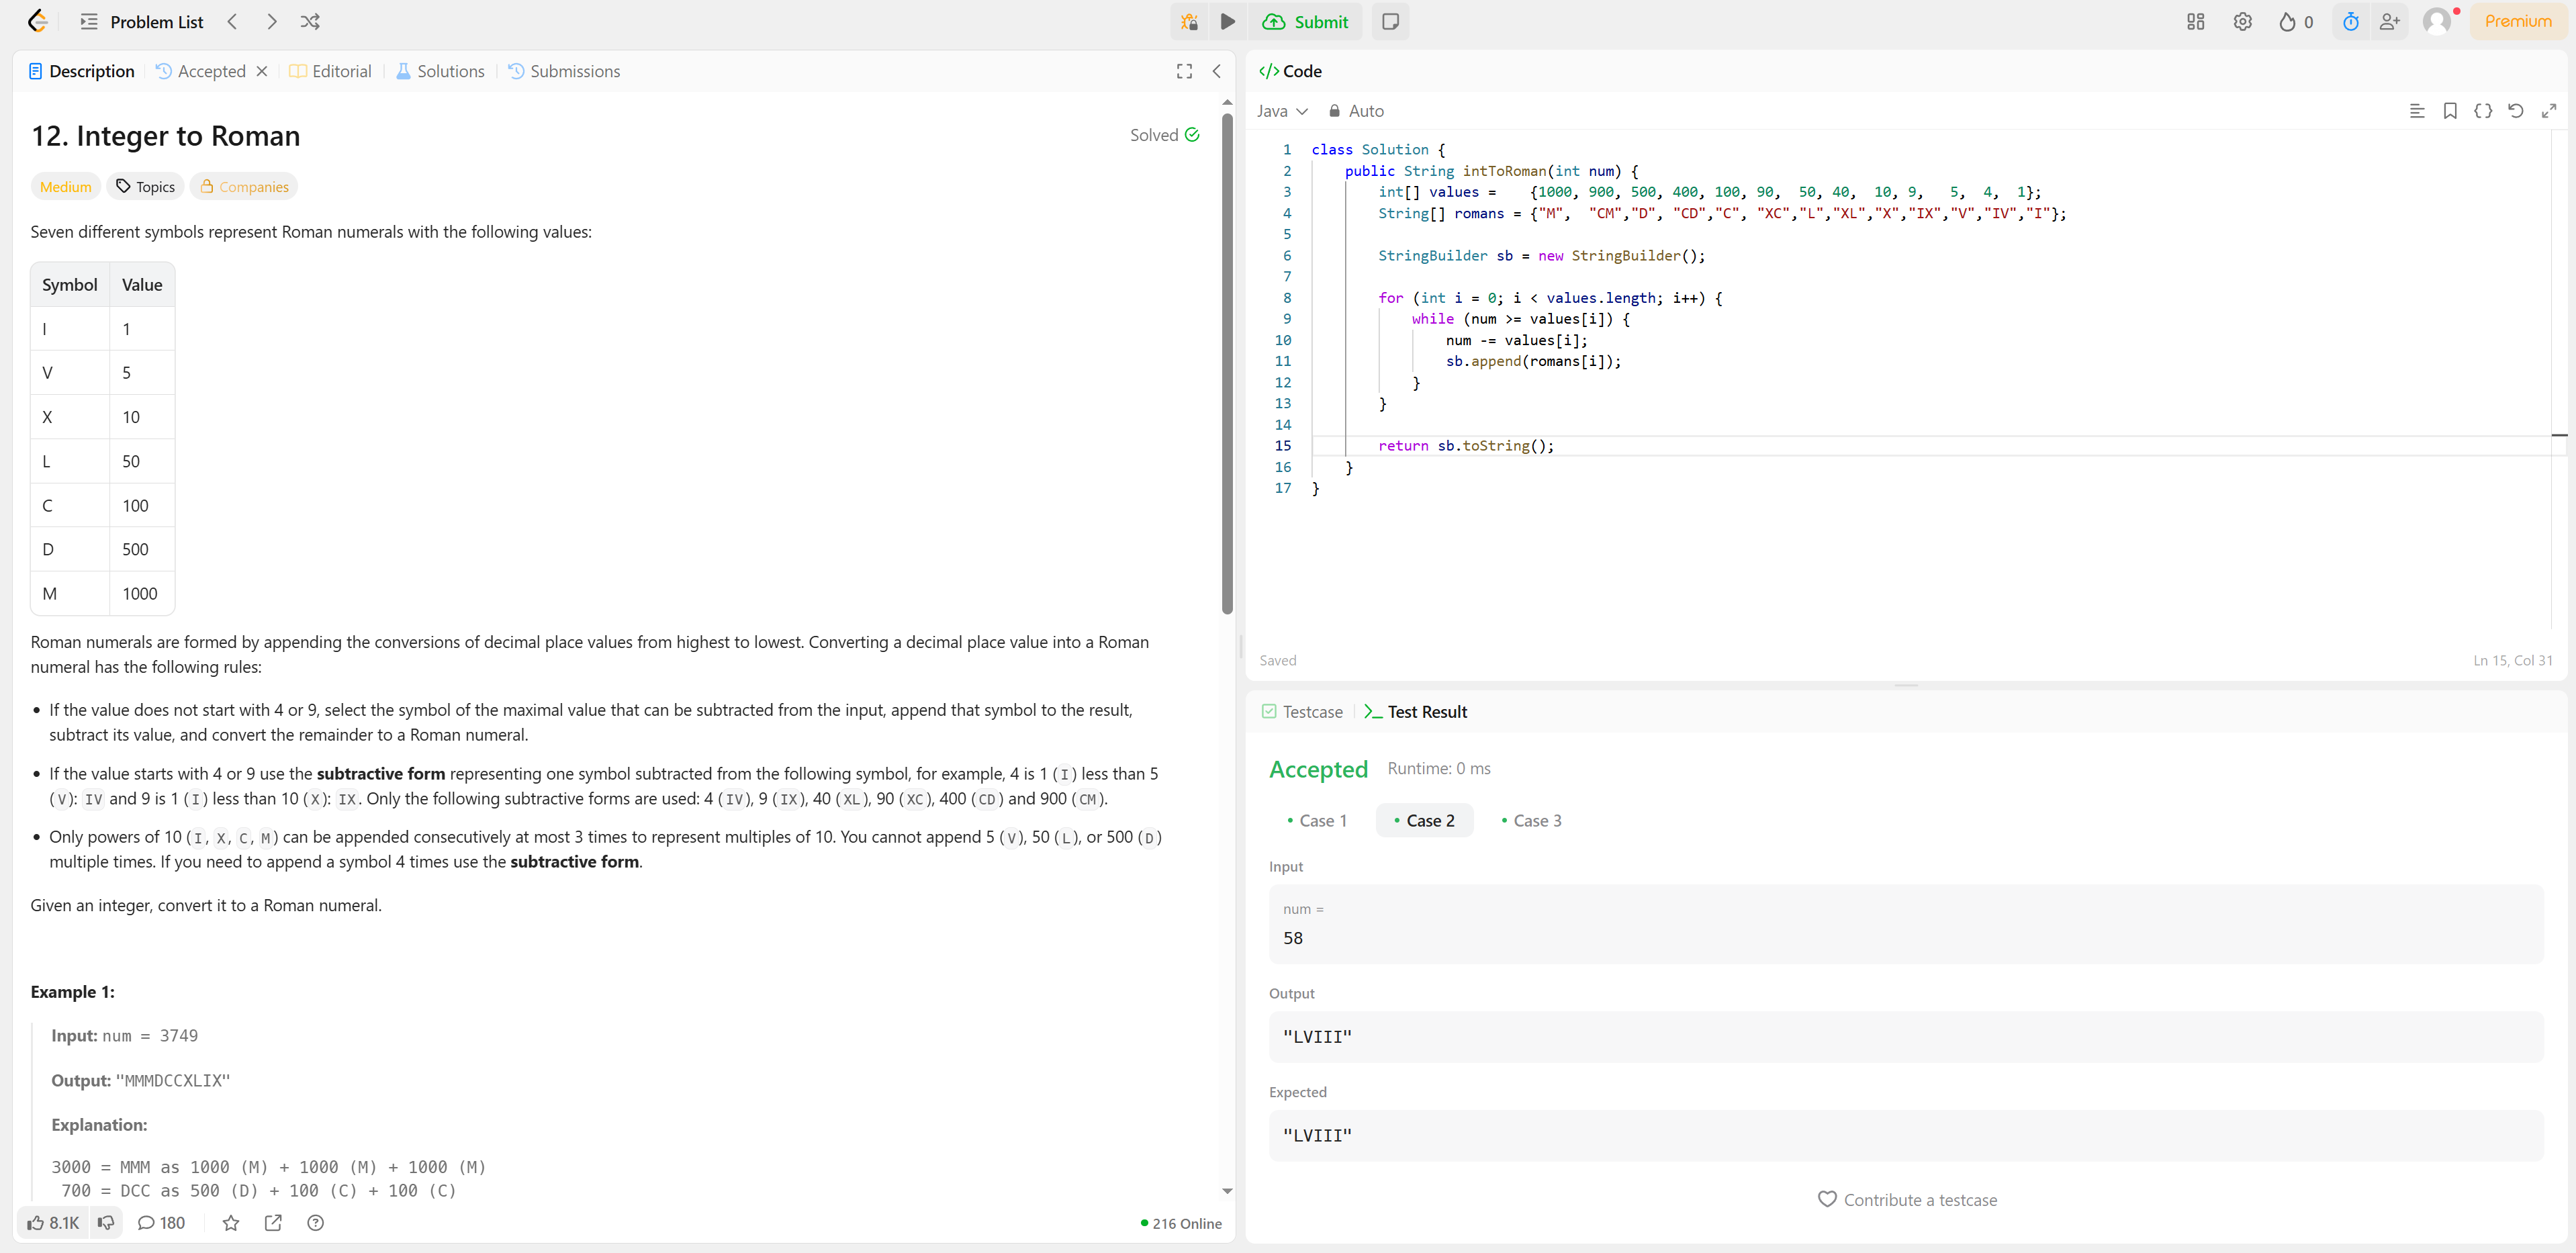 Problem List
Submit
0
Premium
Description
Accepted
Editorial
Solutions
Submissions
12. Integer to Roman
Solved
Medium
Topics
Companies
Seven different symbols represent Roman numerals with the following values:
Symbol Value
I 1
V 5
X 10
L 50
C 100
D 500
M 1000
Roman numerals are formed by appending the conversions of decimal place values from highest to lowest. Converting a decimal place value into a Roman
numeral has the following rules:
• If the value does not start with 4 or 9, select the symbol of the maximal value that can be subtracted from the input, append that symbol to the result,
subtract its value, and convert the remainder to a Roman numeral.
• If the value starts with 4 or 9 use the subtractive form representing one symbol subtracted from the following symbol, for example, 4 is 1 (I) less than 5
(V): IV and 9 is 1 (I) less than 10 (X): IX. Only the following subtractive forms are used: 4 (IV), 9 (IX), 40 (XL), 90 (XC), 400 (CD) and 900 (CM).
• Only powers of 10 (I, X, C, M) can be appended consecutively at most 3 times to represent multiples of 10. You cannot append 5 (V), 50 (L), or 500 (D)
multiple times. If you need to append a symbol 4 times use the subtractive form.
Given an integer, convert it to a Roman numeral.
Example 1:
Input: num = 3749
Output: "MMMDCCXLIX"
Explanation:
3000 = MMM as 1000 (M) + 1000 (M) + 1000 (M)
700 = DCC as 500 (D) + 100 (C) + 100 (C)
8.1K
180
216 Online
</> Code
Java
Auto
1 class Solution {
2 public String intToRoman(int num) {
3 int[] values = {1000, 900, 500, 400, 100, 90, 50, 40, 10, 9, 5, 4, 1};
4 String[] romans = {"M", "CM","D", "CD","C", "XC","L","XL","X","IX","V","IV","I"};
5
6 StringBuilder sb = new StringBuilder();
7
8 for (int i = 0; i < values.length; i++) {
9 while (num >= values[i]) {
10 num -= values[i];
11 sb.append(romans[i]);
12 }
13 }
14
15 return sb.toString();
16 }
17 }
Saved
Ln 15, Col 31
Testcase
Test Result
Accepted
Runtime: 0 ms
• Case 1
• Case 2
• Case 3
Input
num =
58
Output
"LVIII"
Expected
"LVIII"
Contribute a testcase